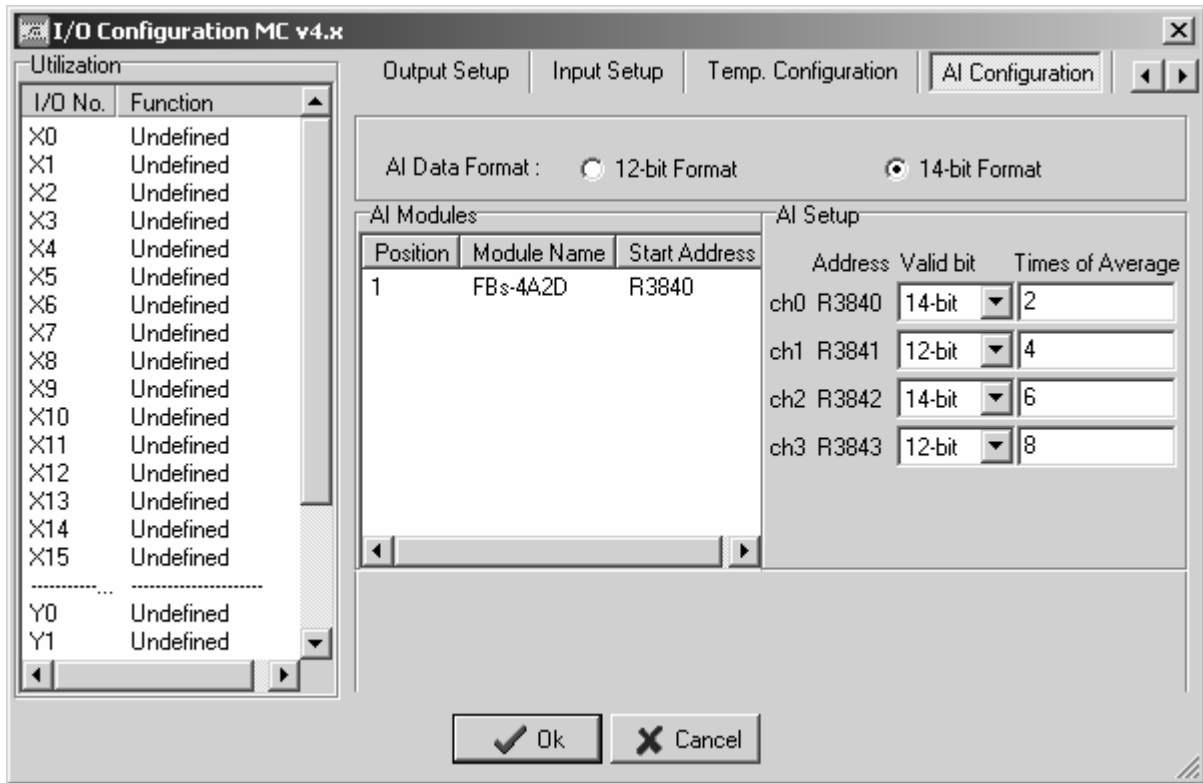 I/O Configuration MC v4.x
Utilization
I/O No. Function
X0 Undefined
X1 Undefined
X2 Undefined
X3 Undefined
X4 Undefined
X5 Undefined
X6 Undefined
X7 Undefined
X8 Undefined
X9 Undefined
X10 Undefined
X11 Undefined
X12 Undefined
X13 Undefined
X14 Undefined
X15 Undefined
-----------... ----------------------
Y0 Undefined
Y1 Undefined
Output Setup Input Setup Temp. Configuration AI Configuration
AI Data Format : 12-bit Format 14-bit Format
AI Modules
Position Module Name Start Address
1 FBs-4A2D R3840
AI Setup
Address Valid bit Times of Average
ch0 R3840 14-bit 2
ch1 R3841 12-bit 4
ch2 R3842 14-bit 6
ch3 R3843 12-bit 8
Ok Cancel